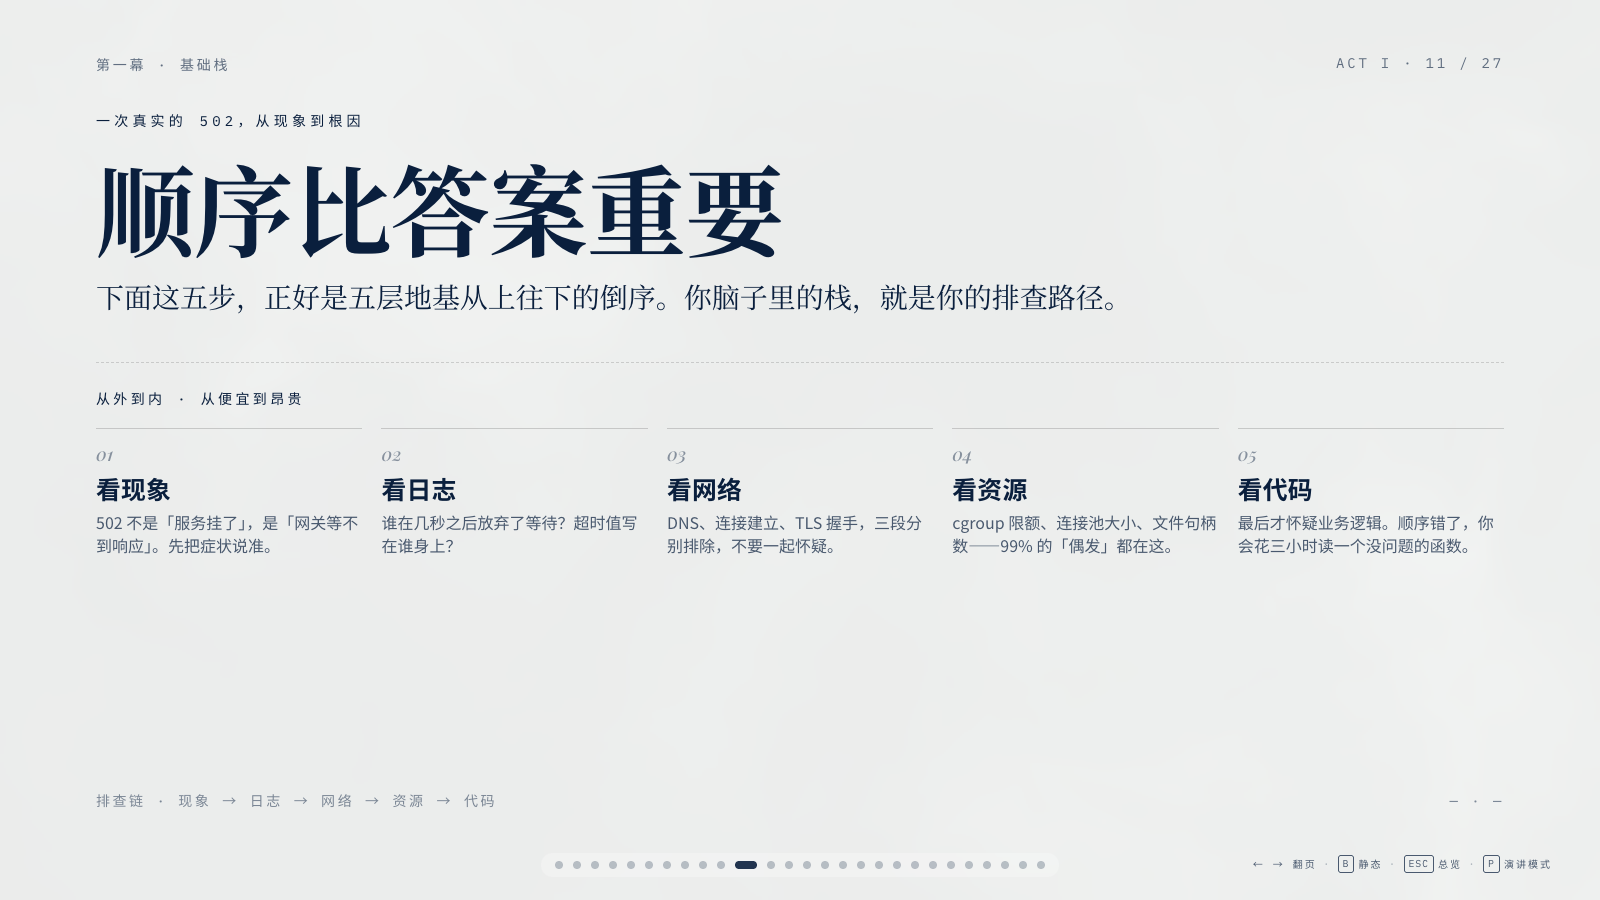 第一幕 · 基础栈
ACT I · 11 / 27
一次真实的 502，从现象到根因
顺序比答案重要
下面这五步，正好是五层地基从上往下的倒序。你脑子里的栈，就是你的排查路径。
从外到内 · 从便宜到昂贵
01
看现象
502 不是「服务挂了」，是「网关等不
到响应」。先把症状说准。
02
看日志
谁在几秒之后放弃了等待？超时值写
在谁身上？
03
看网络
DNS、连接建立、TLS 握手，三段分
别排除，不要一起怀疑。
04
看资源
cgroup 限额、连接池大小、文件句柄
数——99% 的「偶发」都在这。
05
看代码
最后才怀疑业务逻辑。顺序错了，你
会花三小时读一个没问题的函数。
排查链 · 现象 → 日志 → 网络 → 资源 → 代码
— · —
← → 翻页 · B 静态 · ESC 总览 · P 演讲模式